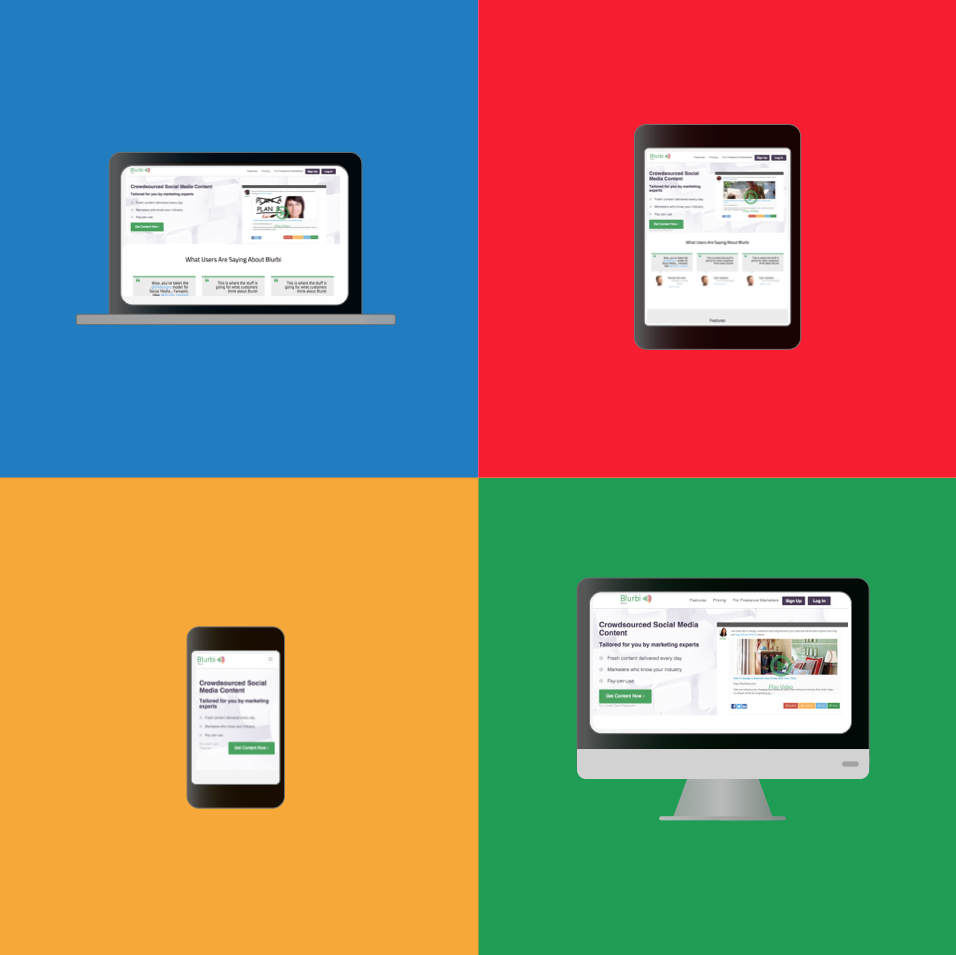 Blurbi
Features Pricing For Freelance Marketers Sign Up Log In
Crowdsourced Social Media Content
Tailored for you by marketing experts
Fresh content delivered every day
Marketers who know your industry
Pay-per-use
Get Content Now ›
PLAN A
PLAN B
What Users Are Saying About Blurbi
Wow, you've taken the
model for
Social Media,
This is where the stuff is
going for what customers
think about Blurbi
This is where the stuff is
going for what customers
think about Blurbi
Blurbi
Features Pricing For Freelance Marketers Sign Up Log In
Crowdsourced Social
Media Content
Tailored for you by marketing
experts
Fresh content delivered every day
Marketers who know your industry
Pay-per-use
Get Content Now ›
What Users Are Saying About Blurbi
Features
Blurbi
Crowdsourced Social
Media Content
Tailored for you by marketing
experts
Fresh content delivered every day
Marketers who know your industry
Pay-per-use
Get Content Now ›
Blurbi
Features Pricing For Freelance Marketers Sign Up Log In
Crowdsourced Social Media
Content
Tailored for you by marketing experts
Fresh content delivered every day
Marketers who know your industry
Pay-per-use
Get Content Now ›
Play Video